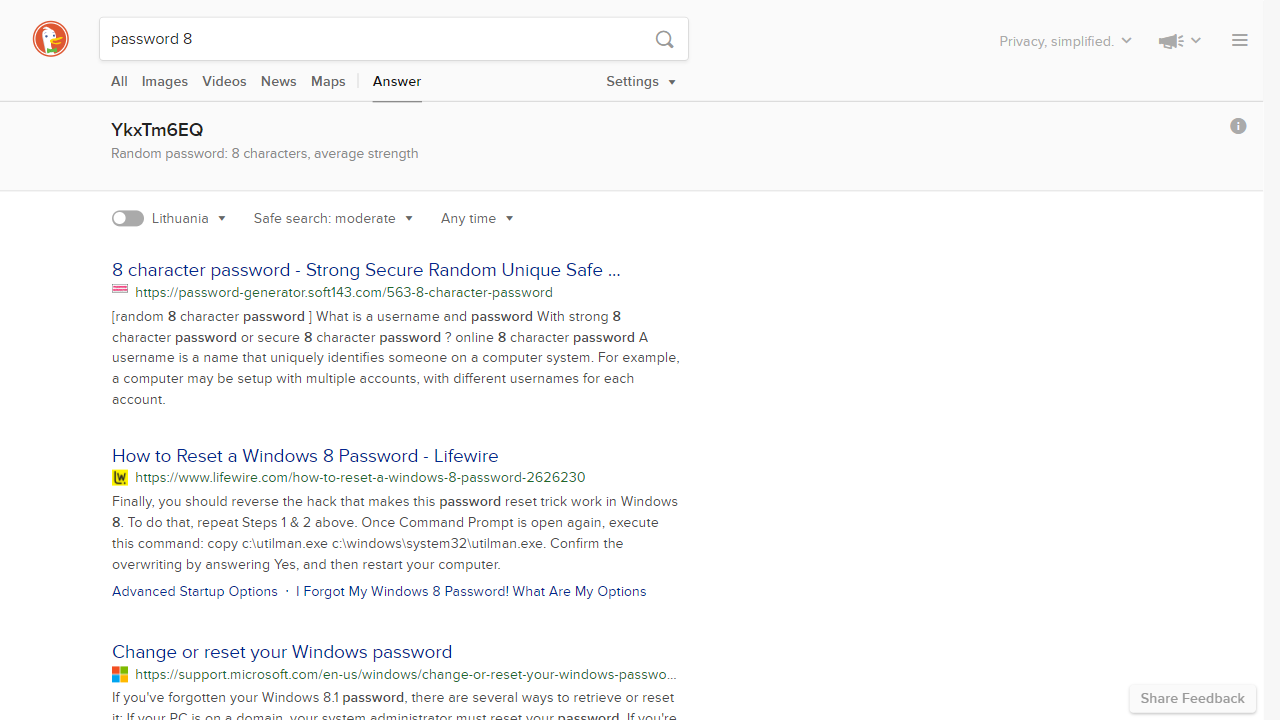 password 8
Privacy, simplified.
All Images Videos News Maps Answer Settings
YkxTm6EQ
Random password: 8 characters, average strength
Lithuania Safe search: moderate Any time
8 character password - Strong Secure Random Unique Safe ...
https://password-generator.soft143.com/563-8-character-password
[random 8 character password ] What is a username and password With strong 8
character password or secure 8 character password ? online 8 character password A
username is a name that uniquely identifies someone on a computer system. For example,
a computer may be setup with multiple accounts, with different usernames for each
account.
How to Reset a Windows 8 Password - Lifewire
https://www.lifewire.com/how-to-reset-a-windows-8-password-2626230
Finally, you should reverse the hack that makes this password reset trick work in Windows
8. To do that, repeat Steps 1 & 2 above. Once Command Prompt is open again, execute
this command: copy c:\utilman.exe c:\windows\system32\utilman.exe. Confirm the
overwriting by answering Yes, and then restart your computer.
Advanced Startup Options · I Forgot My Windows 8 Password! What Are My Options
Change or reset your Windows password
https://support.microsoft.com/en-us/windows/change-or-reset-your-windows-passwo...
If you've forgotten your Windows 8.1 password, there are several ways to retrieve or reset
it: If your PC is on a domain, your system administrator must reset your password. If you're
Share Feedback